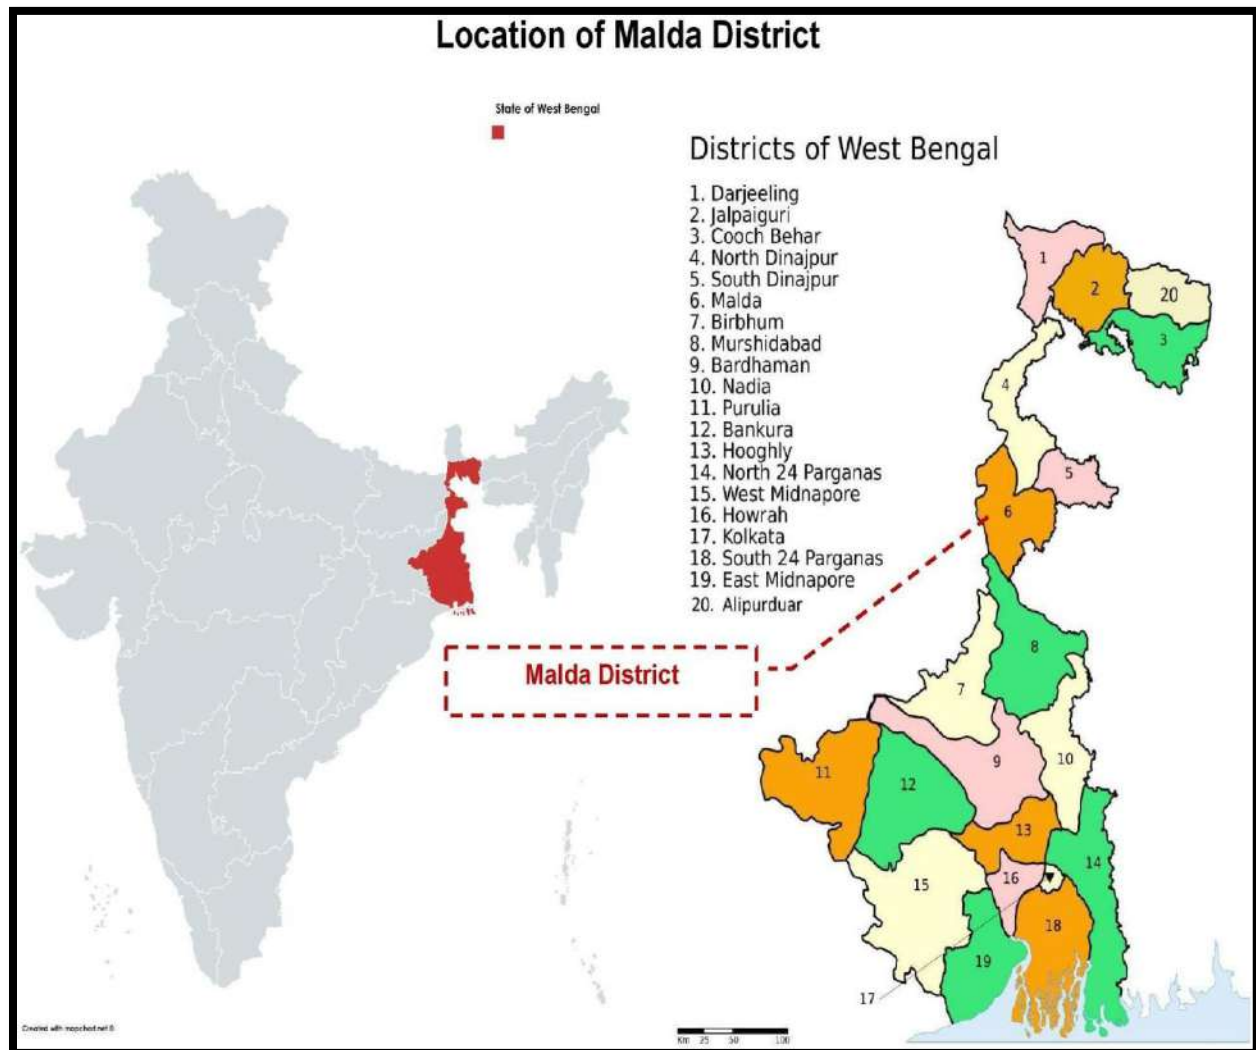 Location of Malda District
State of West Bengal
Districts of West Bengal
1. Darjeeling
2. Jalpaiguri
3. Cooch Behar
4. North Dinajpur
5. South Dinajpur
6. Malda
7. Birbhum
8. Murshidabad
9. Bardhaman
10. Nadia
11. Purulia
12. Bankura
13. Hooghly
14. North 24 Parganas
15. West Midnapore
16. Howrah
17. Kolkata
18. South 24 Parganas
19. East Midnapore
20. Alipurduar
1
2
20
3
4
5
6
Malda District
8
7
9
10
11
12
13
14
15
16
18
19
17
Created with mapchart.net ©
Km 25 50 100